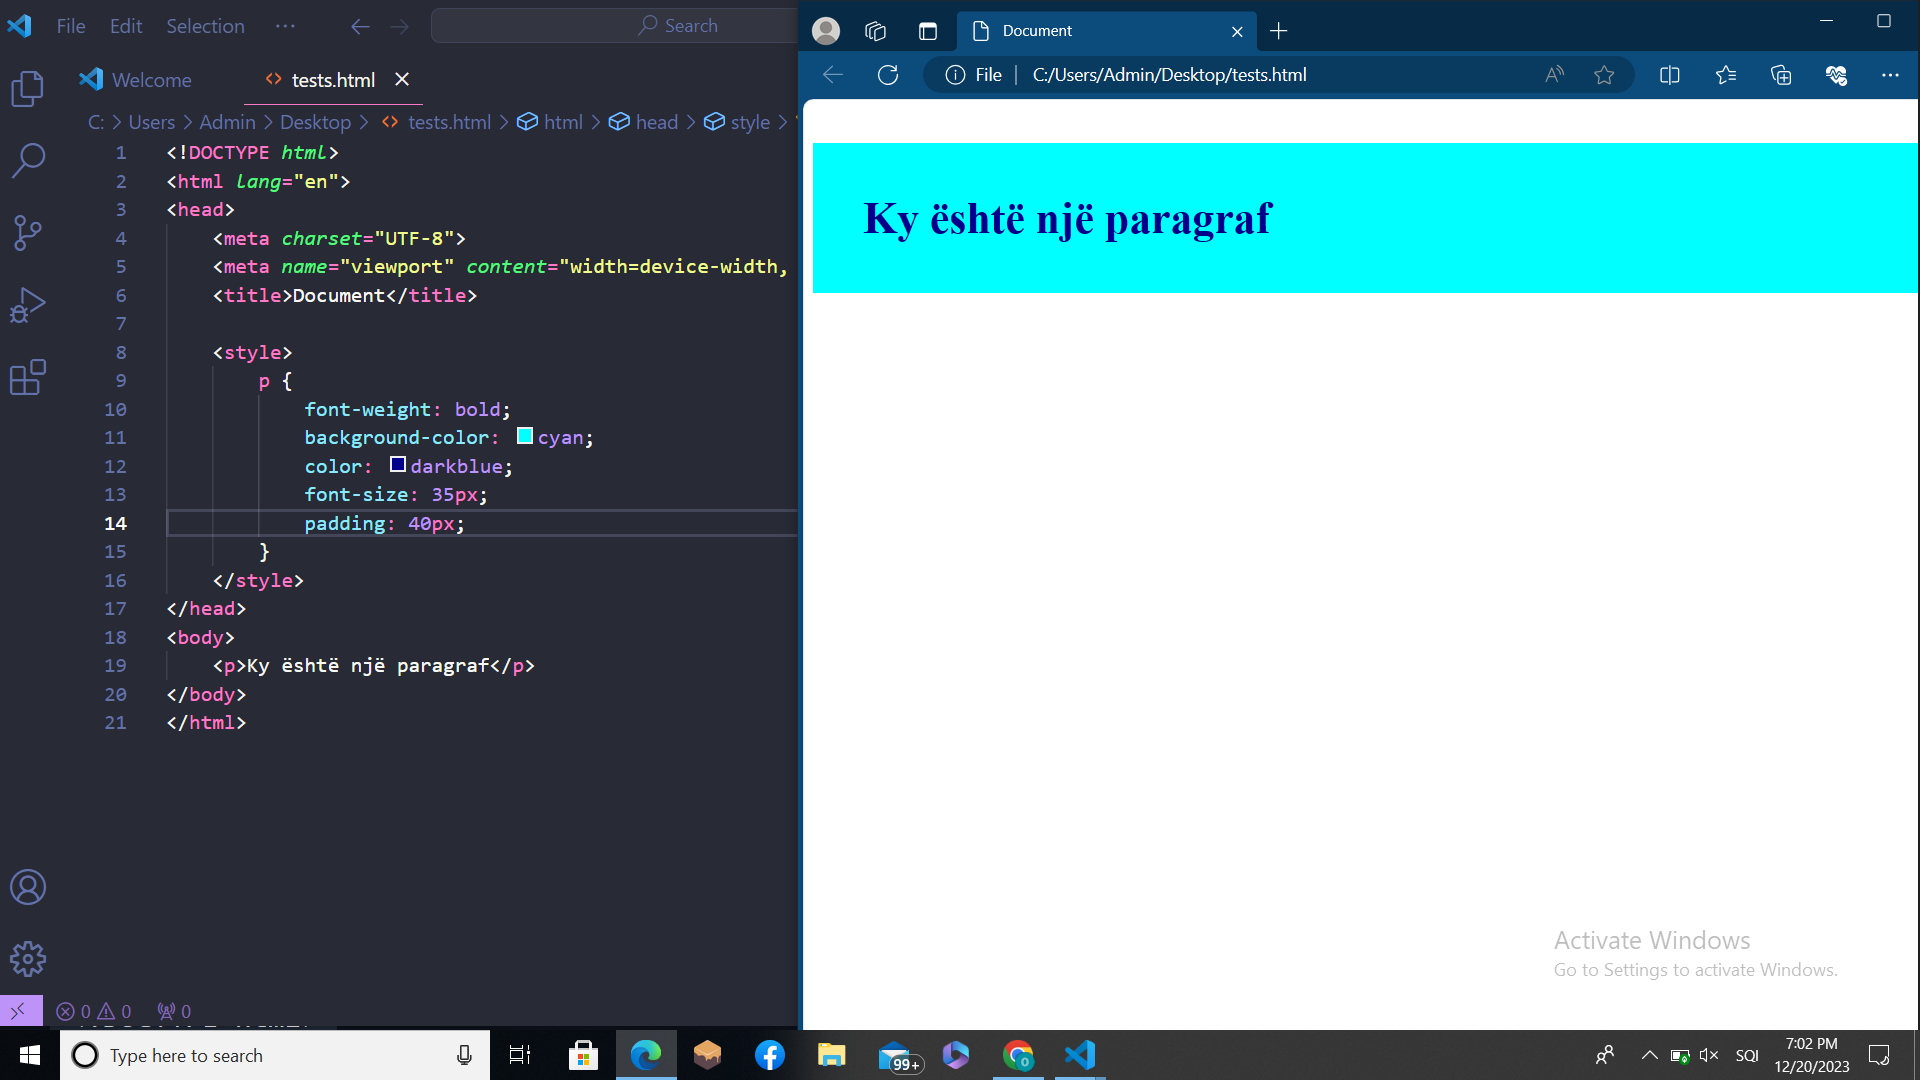 File Edit Selection ··· Search
Welcome tests.html
C: > Users > Admin > Desktop > tests.html > html > head > style >
1 <!DOCTYPE html>
2 <html lang="en">
3 <head>
4 <meta charset="UTF-8">
5 <meta name="viewport" content="width=device-width,
6 <title>Document</title>
7
8 <style>
9 p {
10 font-weight: bold;
11 background-color: cyan;
12 color: darkblue;
13 font-size: 35px;
14 padding: 40px;
15 }
16 </style>
17 </head>
18 <body>
19 <p>Ky është një paragraf</p>
20 </body>
21 </html>
0 0 0
Document
File | C:/Users/Admin/Desktop/tests.html
Ky është një paragraf
Activate Windows
Go to Settings to activate Windows.
Type here to search
99+
SQI
7:02 PM
12/20/2023